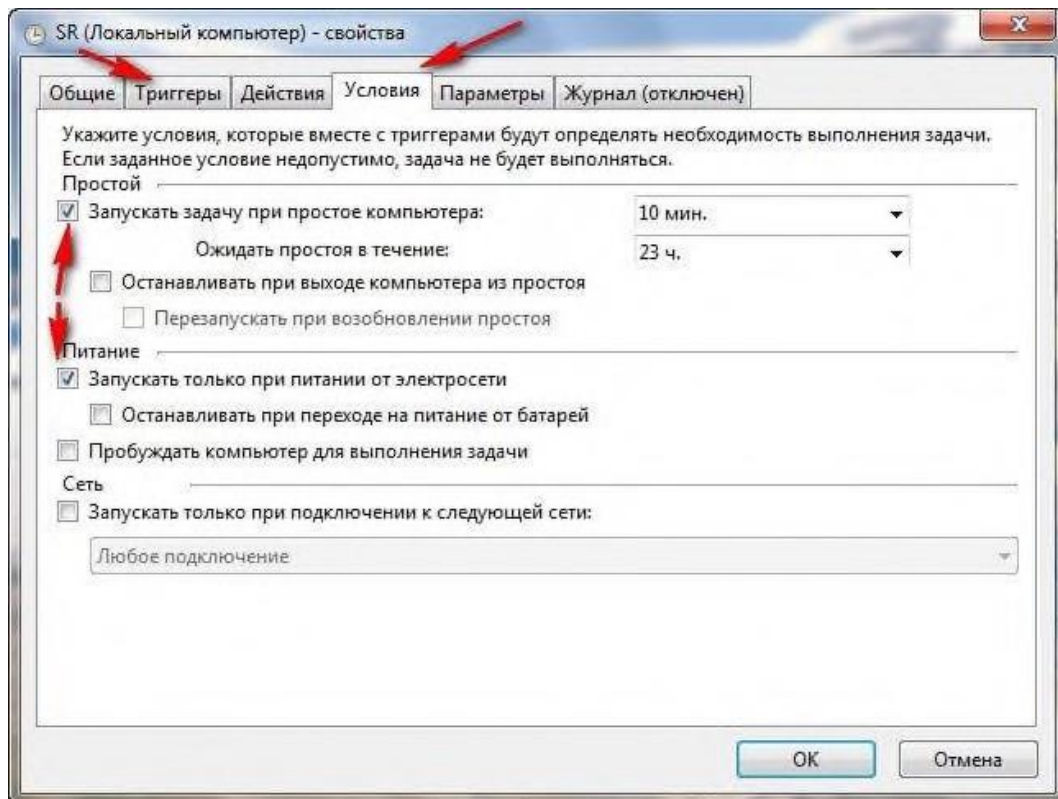 SR (Локальный компьютер) - свойства
Общие Триггеры Действия Условия Параметры Журнал (отключен)
Укажите условия, которые вместе с триггерами будут определять необходимость выполнения задачи.
Если заданное условие недопустимо, задача не будет выполняться.
Простой
Запускать задачу при простое компьютера: 10 мин.
Ожидать простоя в течение: 23 ч.
Останавливать при выходе компьютера из простоя
Перезапускать при возобновлении простоя
Питание
Запускать только при питании от электросети
Останавливать при переходе на питание от батарей
Пробуждать компьютер для выполнения задачи
Сеть
Запускать только при подключении к следующей сети:
Любое подключение
ОК Отмена